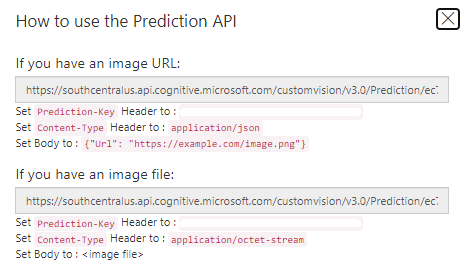 How to use the Prediction API
If you have an image URL:
https://southcentralus.api.cognitive.microsoft.com/customvision/v3.0/Prediction/ec7
Set Prediction-Key Header to :
Set Content-Type Header to : application/json
Set Body to : {"Url": "https://example.com/image.png"}
If you have an image file:
https://southcentralus.api.cognitive.microsoft.com/customvision/v3.0/Prediction/ec7
Set Prediction-Key Header to :
Set Content-Type Header to : application/octet-stream
Set Body to : <image file>